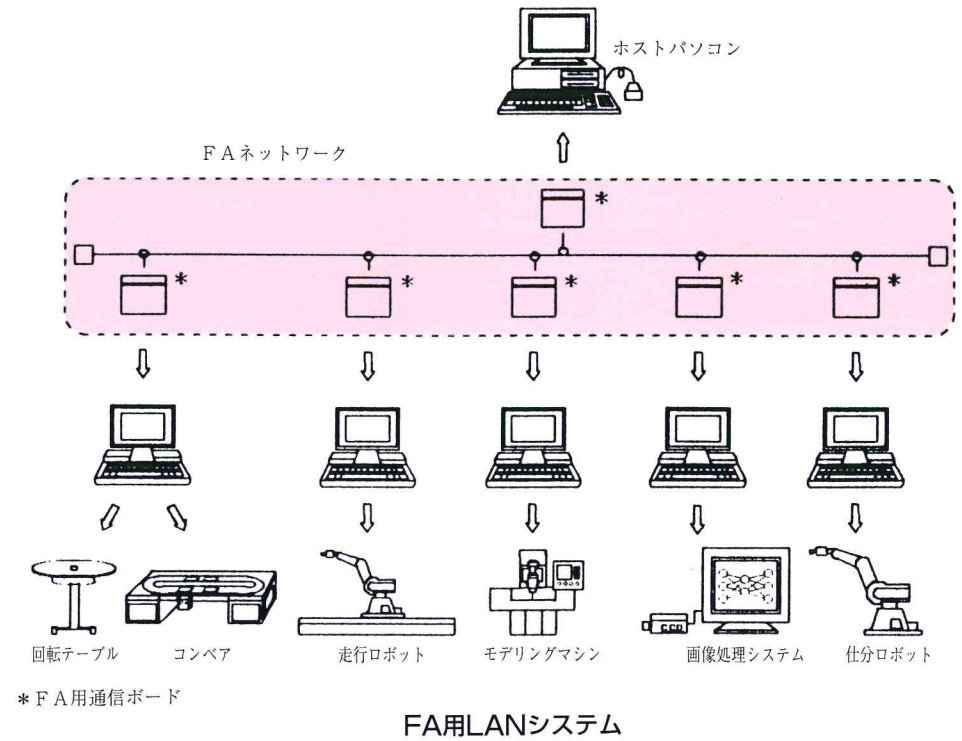 ホストパソコン
FAネットワーク
*
*
*
*
*
*
回転テーブル
コンベア
走行ロボット
モデリングマシン
CCD
画像処理システム
仕分ロボット
*FA用通信ボード
FA用LANシステム